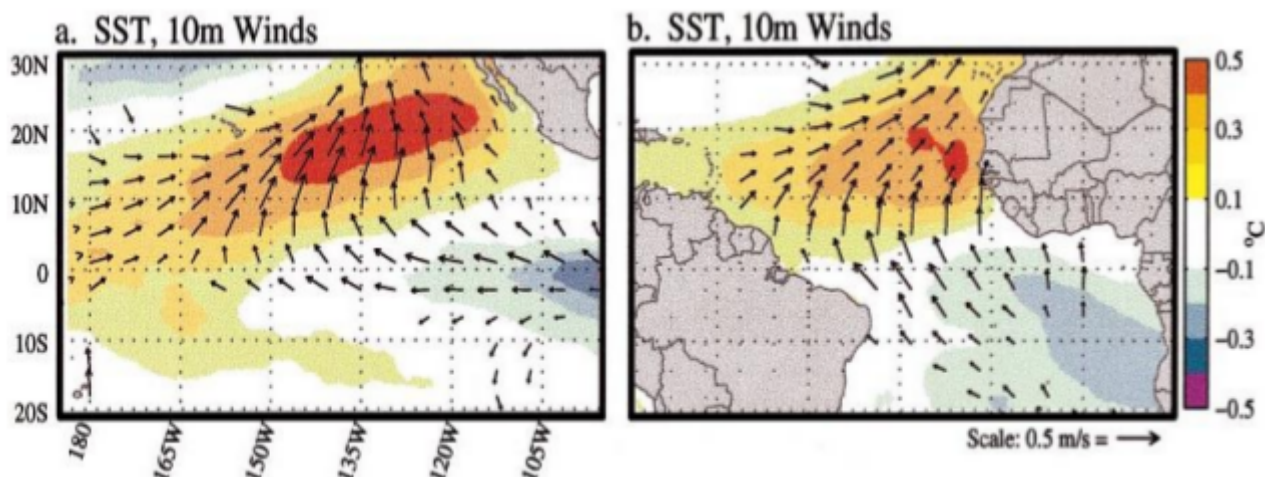 a. SST, 10m Winds
b. SST, 10m Winds
30N
20N
10N
0
10S
20S
180
165W
150W
135W
120W
105W
0.5
0.3
0.1
-0.1
-0.3
-0.5
°C
Scale: 0.5 m/s =